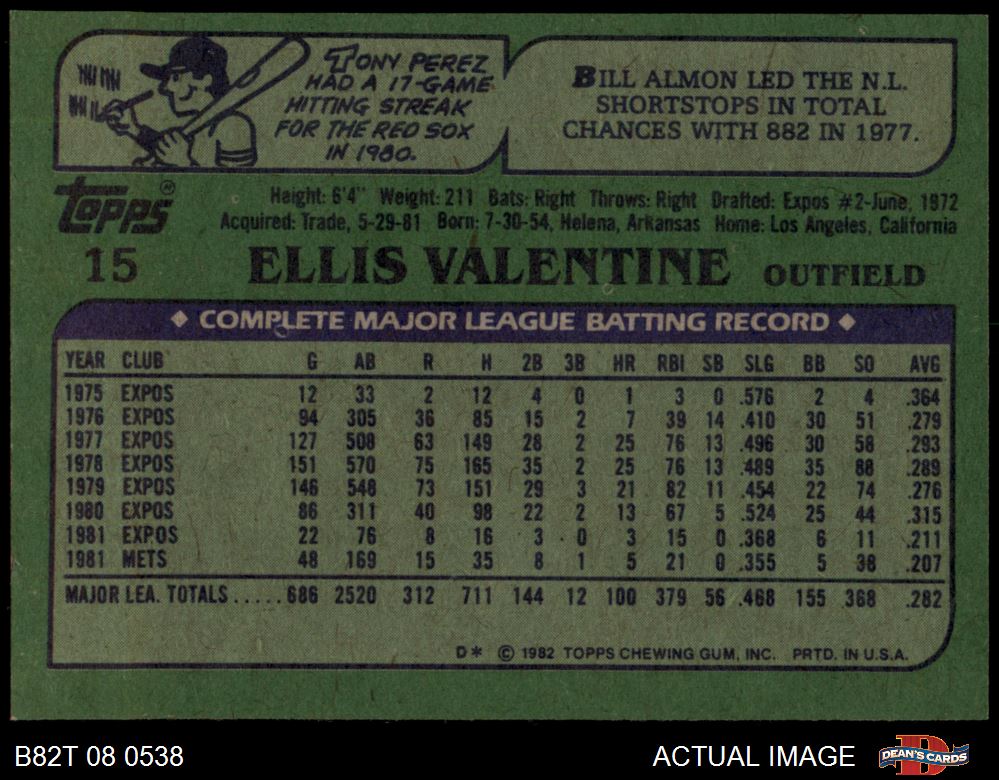 TONY PEREZ
HAD A 17-GAME
HITTING STREAK
FOR THE RED SOX
IN 1980.
BILL ALMON LED THE N.L.
SHORTSTOPS IN TOTAL
CHANCES WITH 882 IN 1977.
topps®
Height: 6'4" Weight: 211 Bats: Right Throws: Right Drafted: Expos #2-June, 1972
Acquired: Trade, 5-29-81 Born: 7-30-54, Helena, Arkansas Home: Los Angeles, California
15 ELLIS VALENTINE OUTFIELD
◆ COMPLETE MAJOR LEAGUE BATTING RECORD ◆
YEAR CLUB G AB R H 2B 3B HR RBI SB SLG BB SO AVG
1975 EXPOS 12 33 2 12 4 0 1 3 0 .576 2 4 .364
1976 EXPOS 94 305 36 85 15 2 7 39 14 .410 30 51 .279
1977 EXPOS 127 508 63 149 28 2 25 76 13 .496 30 58 .293
1978 EXPOS 151 570 75 165 35 2 25 76 13 .489 35 88 .289
1979 EXPOS 146 548 73 151 29 3 21 82 11 .454 22 74 .276
1980 EXPOS 86 311 40 98 22 2 13 67 5 .524 25 44 .315
1981 EXPOS 22 76 8 16 3 0 3 15 0 .368 6 11 .211
1981 METS 48 169 15 35 8 1 5 21 0 .355 5 38 .207
MAJOR LEA. TOTALS.....686 2520 312 711 144 12 100 379 56 .468 155 368 .282
D* © 1982 TOPPS CHEWING GUM, INC. PRTD. IN U.S.A.
B82T 08 0538 ACTUAL IMAGE DEAN'S CARDS